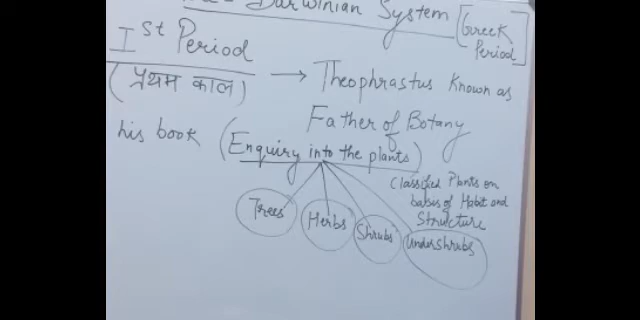 Darwinian System [Greek Period]
Ist Period
(प्रथम काल) → Theophrastus Known as
Father of Botany
his book (Enquiry into the plants)
Classified Plants on
bases of Habit and
Structure
Trees Herbs Shrubs Undershrubs